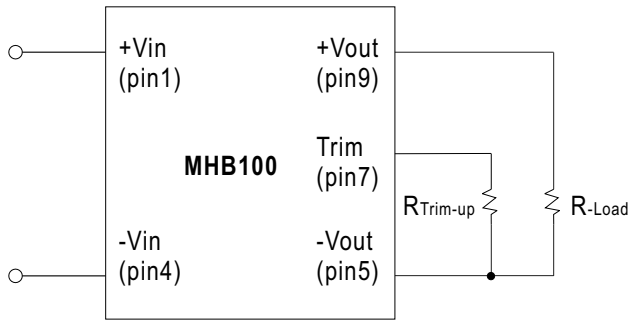 +Vin
(pin1)
+Vout
(pin9)
Trim
(pin7)
MHB100
RTrim-up
R-Load
-Vin
(pin4)
-Vout
(pin5)